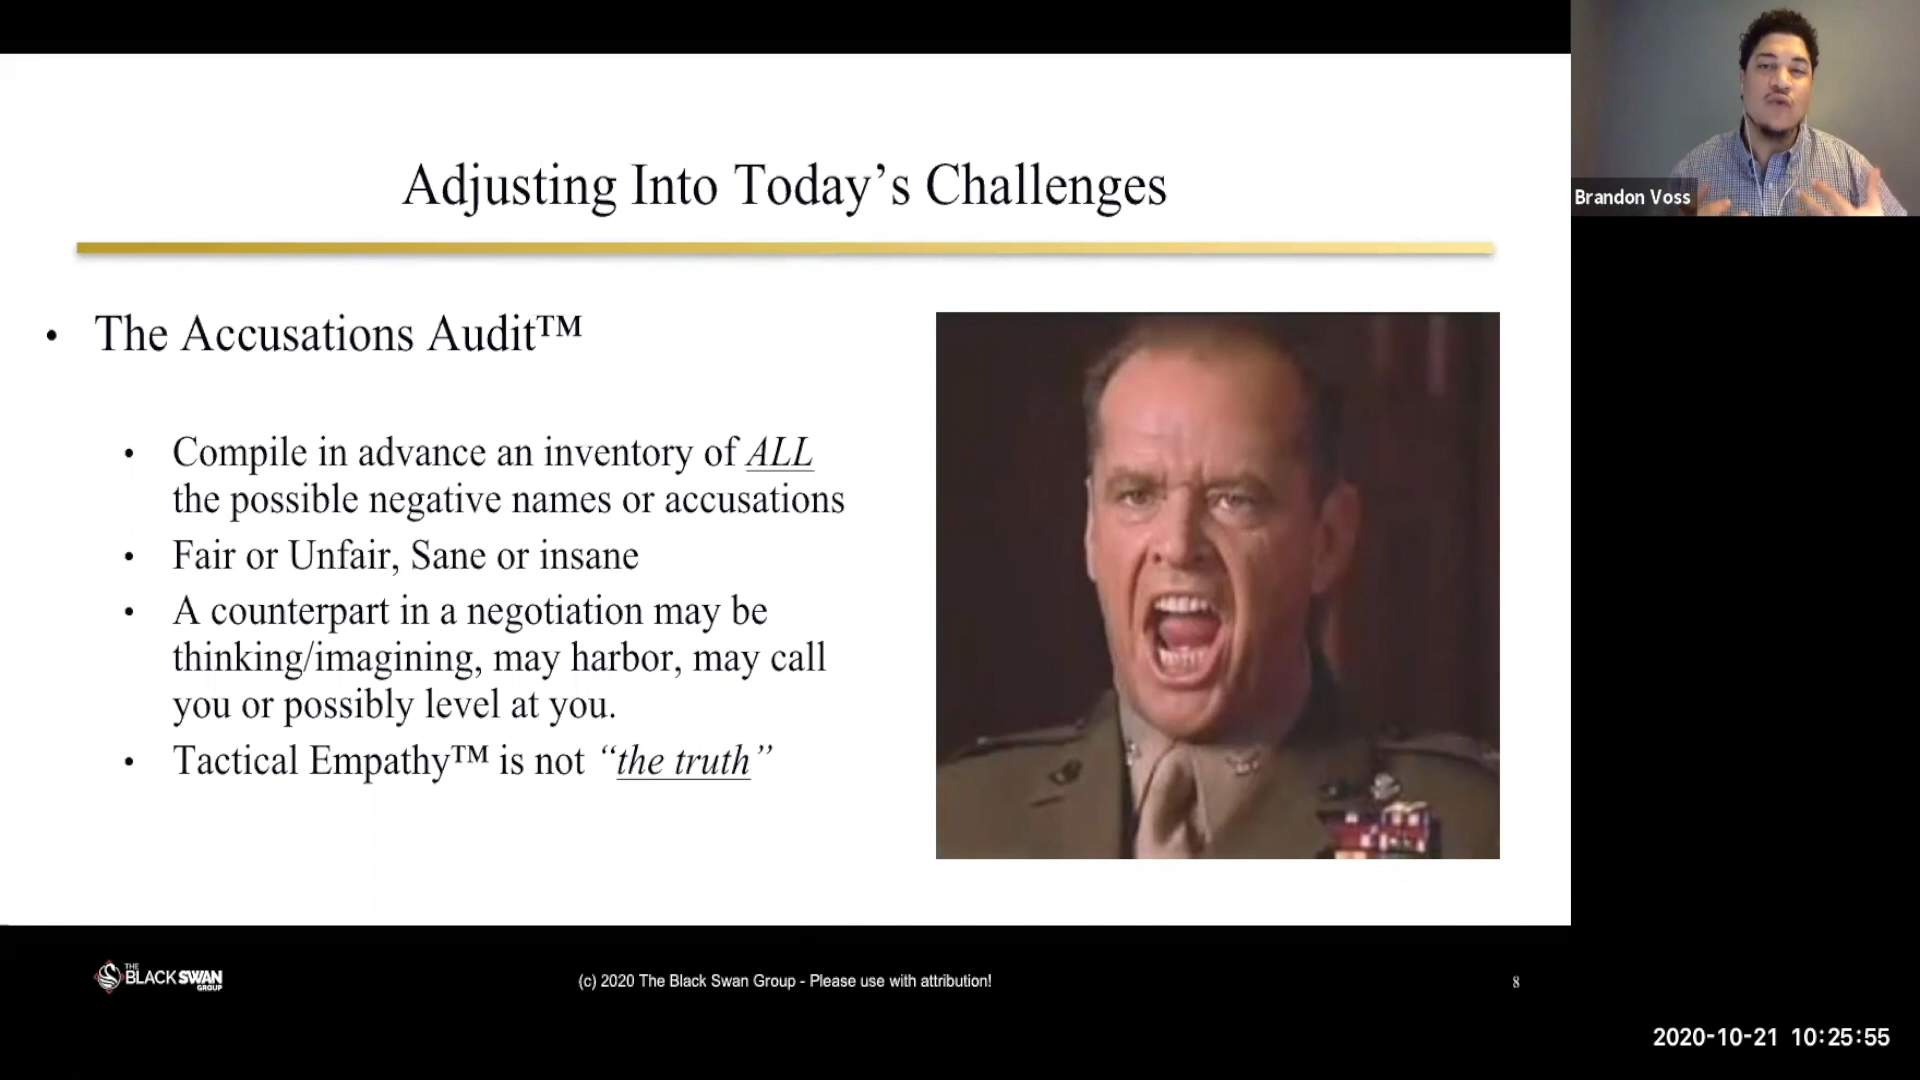 Adjusting Into Today’s Challenges
• The Accusations Audit™
• Compile in advance an inventory of ALL
the possible negative names or accusations
• Fair or Unfair, Sane or insane
• A counterpart in a negotiation may be
thinking/imagining, may harbor, may call
you or possibly level at you.
• Tactical Empathy™ is not “the truth”
Brandon Voss
THE
BLACK SWAN
GROUP
(c) 2020 The Black Swan Group - Please use with attribution!
8
2020-10-21 10:25:55